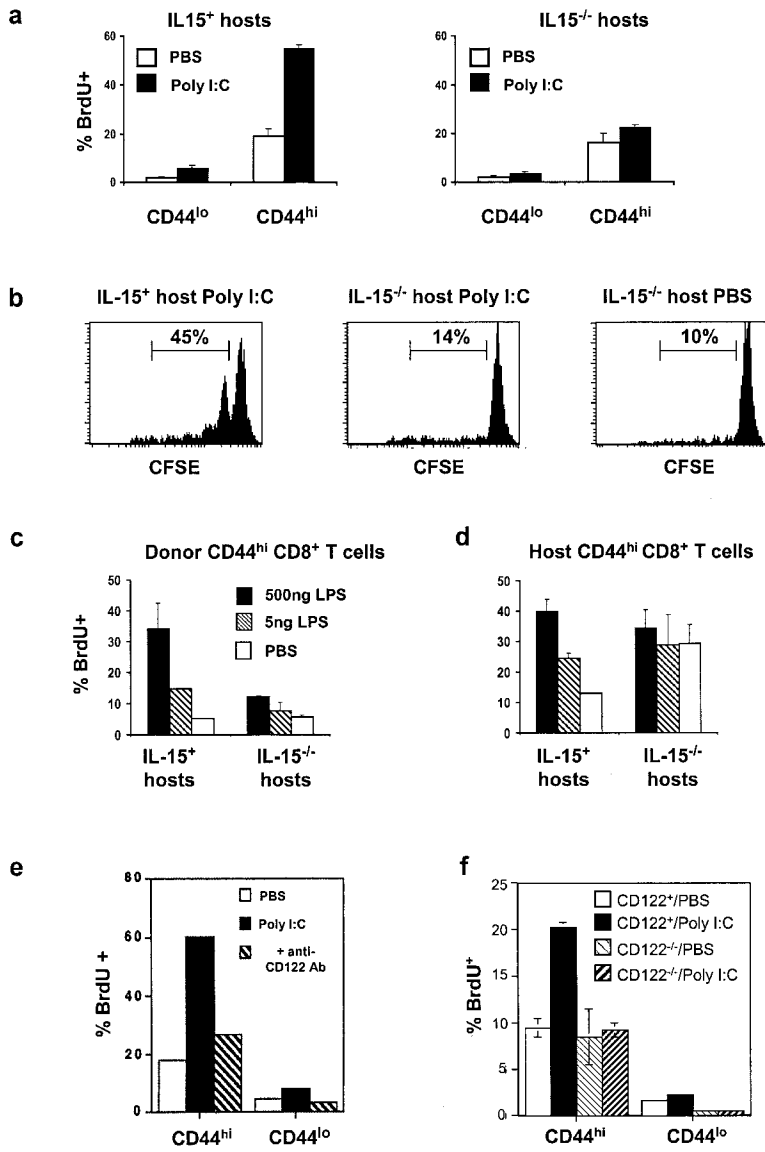 a
IL15⁺ hosts
IL15⁻/⁻ hosts
% BrdU+
60
40
20
0
PBS
Poly I:C
CD44ˡᵒ
CD44ʰⁱ
60
40
20
0
PBS
Poly I:C
CD44ˡᵒ
CD44ʰⁱ
b
IL-15⁺ host Poly I:C
IL-15⁻/⁻ host Poly I:C
IL-15⁻/⁻ host PBS
45%
14%
10%
CFSE
CFSE
CFSE
c
Donor CD44ʰⁱ CD8⁺ T cells
% BrdU+
50
40
30
20
10
0
500ng LPS
5ng LPS
PBS
IL-15⁺
hosts
IL-15⁻/⁻
hosts
d
Host CD44ʰⁱ CD8⁺ T cells
50
40
30
20
10
0
IL-15⁺
hosts
IL-15⁻/⁻
hosts
e
% BrdU +
80
60
40
20
0
PBS
Poly I:C
+ anti-
CD122 Ab
CD44ʰⁱ
CD44ˡᵒ
f
% BrdU⁺
25
20
15
10
5
0
CD122⁺/PBS
CD122⁺/Poly I:C
CD122⁻/⁻/PBS
CD122⁻/⁻/Poly I:C
CD44ʰⁱ
CD44ˡᵒ